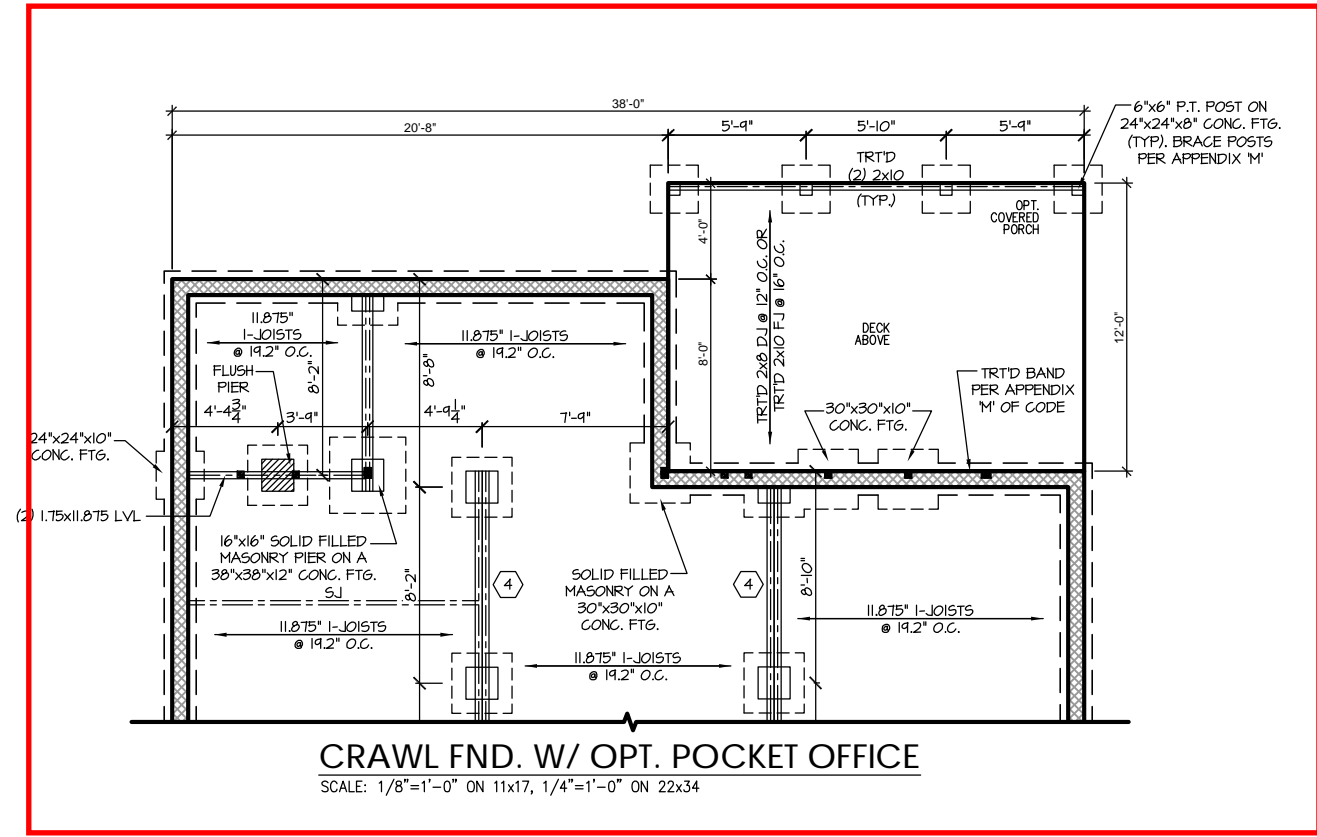 38'-0"
20'-8"
5'-9"
5'-10"
5'-9"
6"x6" P.T. POST ON
24"x24"x8" CONC. FTG.
(TYP). BRACE POSTS
PER APPENDIX 'M'
TRT'D
(2) 2x10
(TYP.)
OPT.
COVERED
PORCH
4'-0"
8'-0"
TRT'D 2x8 DJ @ 12" O.C. OR
TRT'D 2x10 FJ @ 16" O.C.
12'-0"
DECK
ABOVE
TRT'D BAND
PER APPENDIX
'M' OF CODE
30"x30"x10"
CONC. FTG.
11.875"
I-JOISTS
@ 19.2" O.C.
11.875" I-JOISTS
@ 19.2" O.C.
8'-2"
8'-8"
FLUSH
PIER
4'-4 3/4"
3'-9"
4'-9 1/4"
7'-9"
24"x24"x10"
CONC. FTG.
(2) 1.75x11.875 LVL
16"x16" SOLID FILLED
MASONRY PIER ON A
38"x38"x12" CONC. FTG.
SJ
8'-2"
4
SOLID FILLED
MASONRY ON A
30"x30"x10"
CONC. FTG.
4
8'-10"
11.875" I-JOISTS
@ 19.2" O.C.
11.875" I-JOISTS
@ 19.2" O.C.
11.875" I-JOISTS
@ 19.2" O.C.
CRAWL FND. W/ OPT. POCKET OFFICE
SCALE: 1/8"=1'-0" ON 11x17, 1/4"=1'-0" ON 22x34